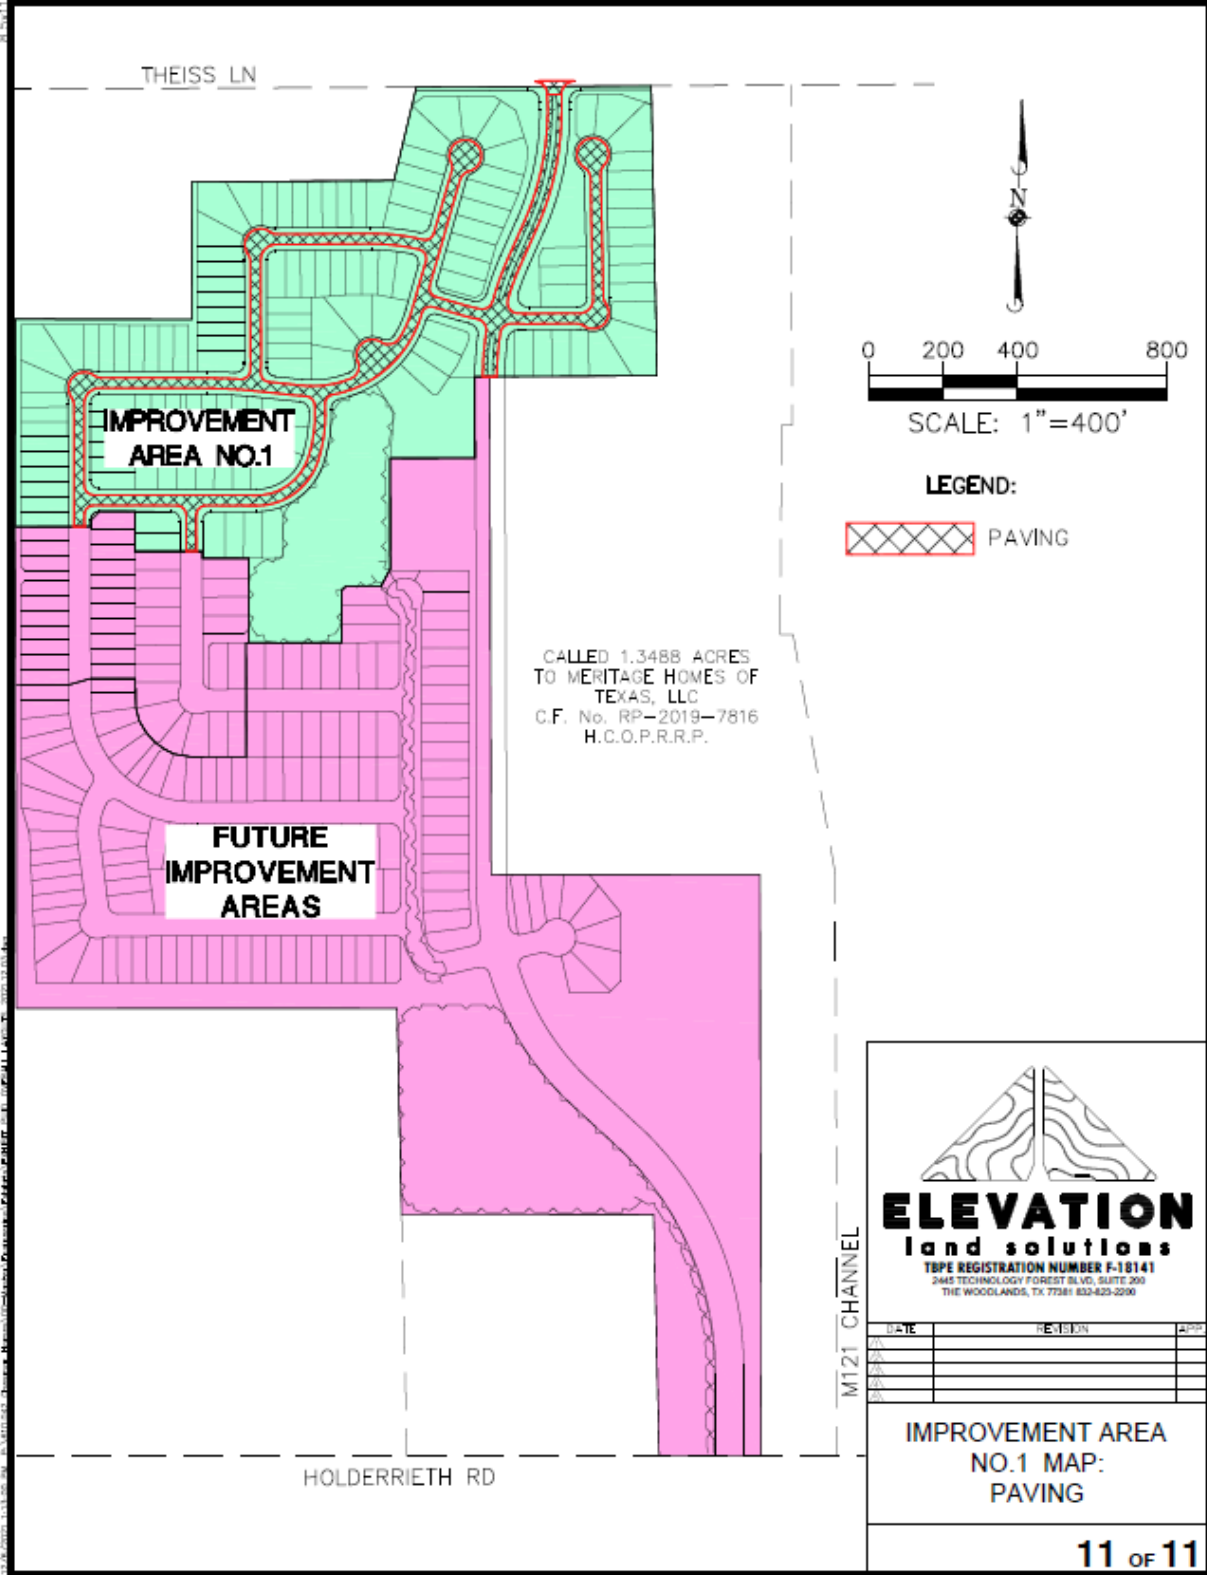 THEISS LN
N
0 200 400 800
SCALE: 1"=400'
LEGEND:
PAVING
IMPROVEMENT
AREA NO.1
CALLED 1.3488 ACRES
TO MERITAGE HOMES OF
TEXAS, LLC
C.F. No. RP-2019-7816
H.C.O.P.R.R.P.
FUTURE
IMPROVEMENT
AREAS
M121 CHANNEL
HOLDERRIETH RD
ELEVATION
land solutions
TBPE REGISTRATION NUMBER F-18141
2445 TECHNOLOGY FOREST BLVD, SUITE 200
THE WOODLANDS, TX 77381 832-823-2200
DATE REVISION APP.
IMPROVEMENT AREA
NO.1 MAP:
PAVING
11 OF 11